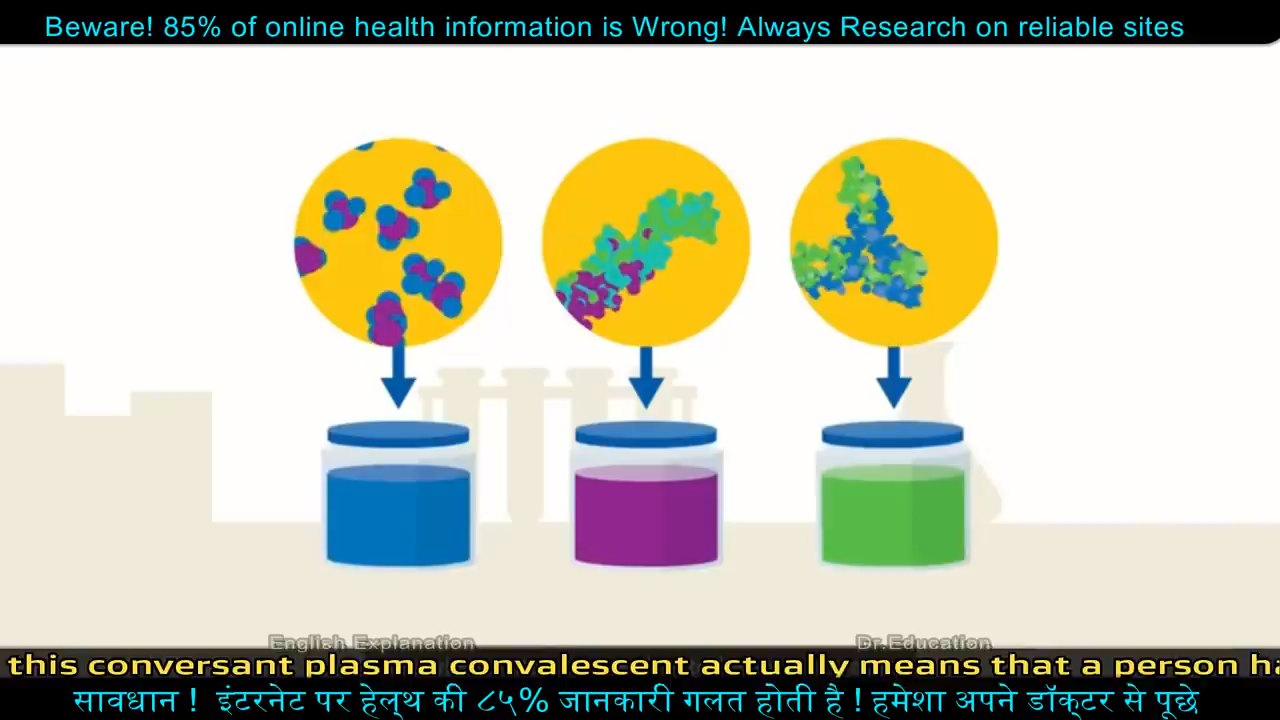 Beware! 85% of online health information is Wrong! Always Research on reliable sites
English Explanation
Dr.Education
this conversant plasma convalescent actually means that a person ha
सावधान ! इंटरनेट पर हेल्थ की ८५% जानकारी गलत होती है ! हमेशा अपने डॉक्टर से पूछे